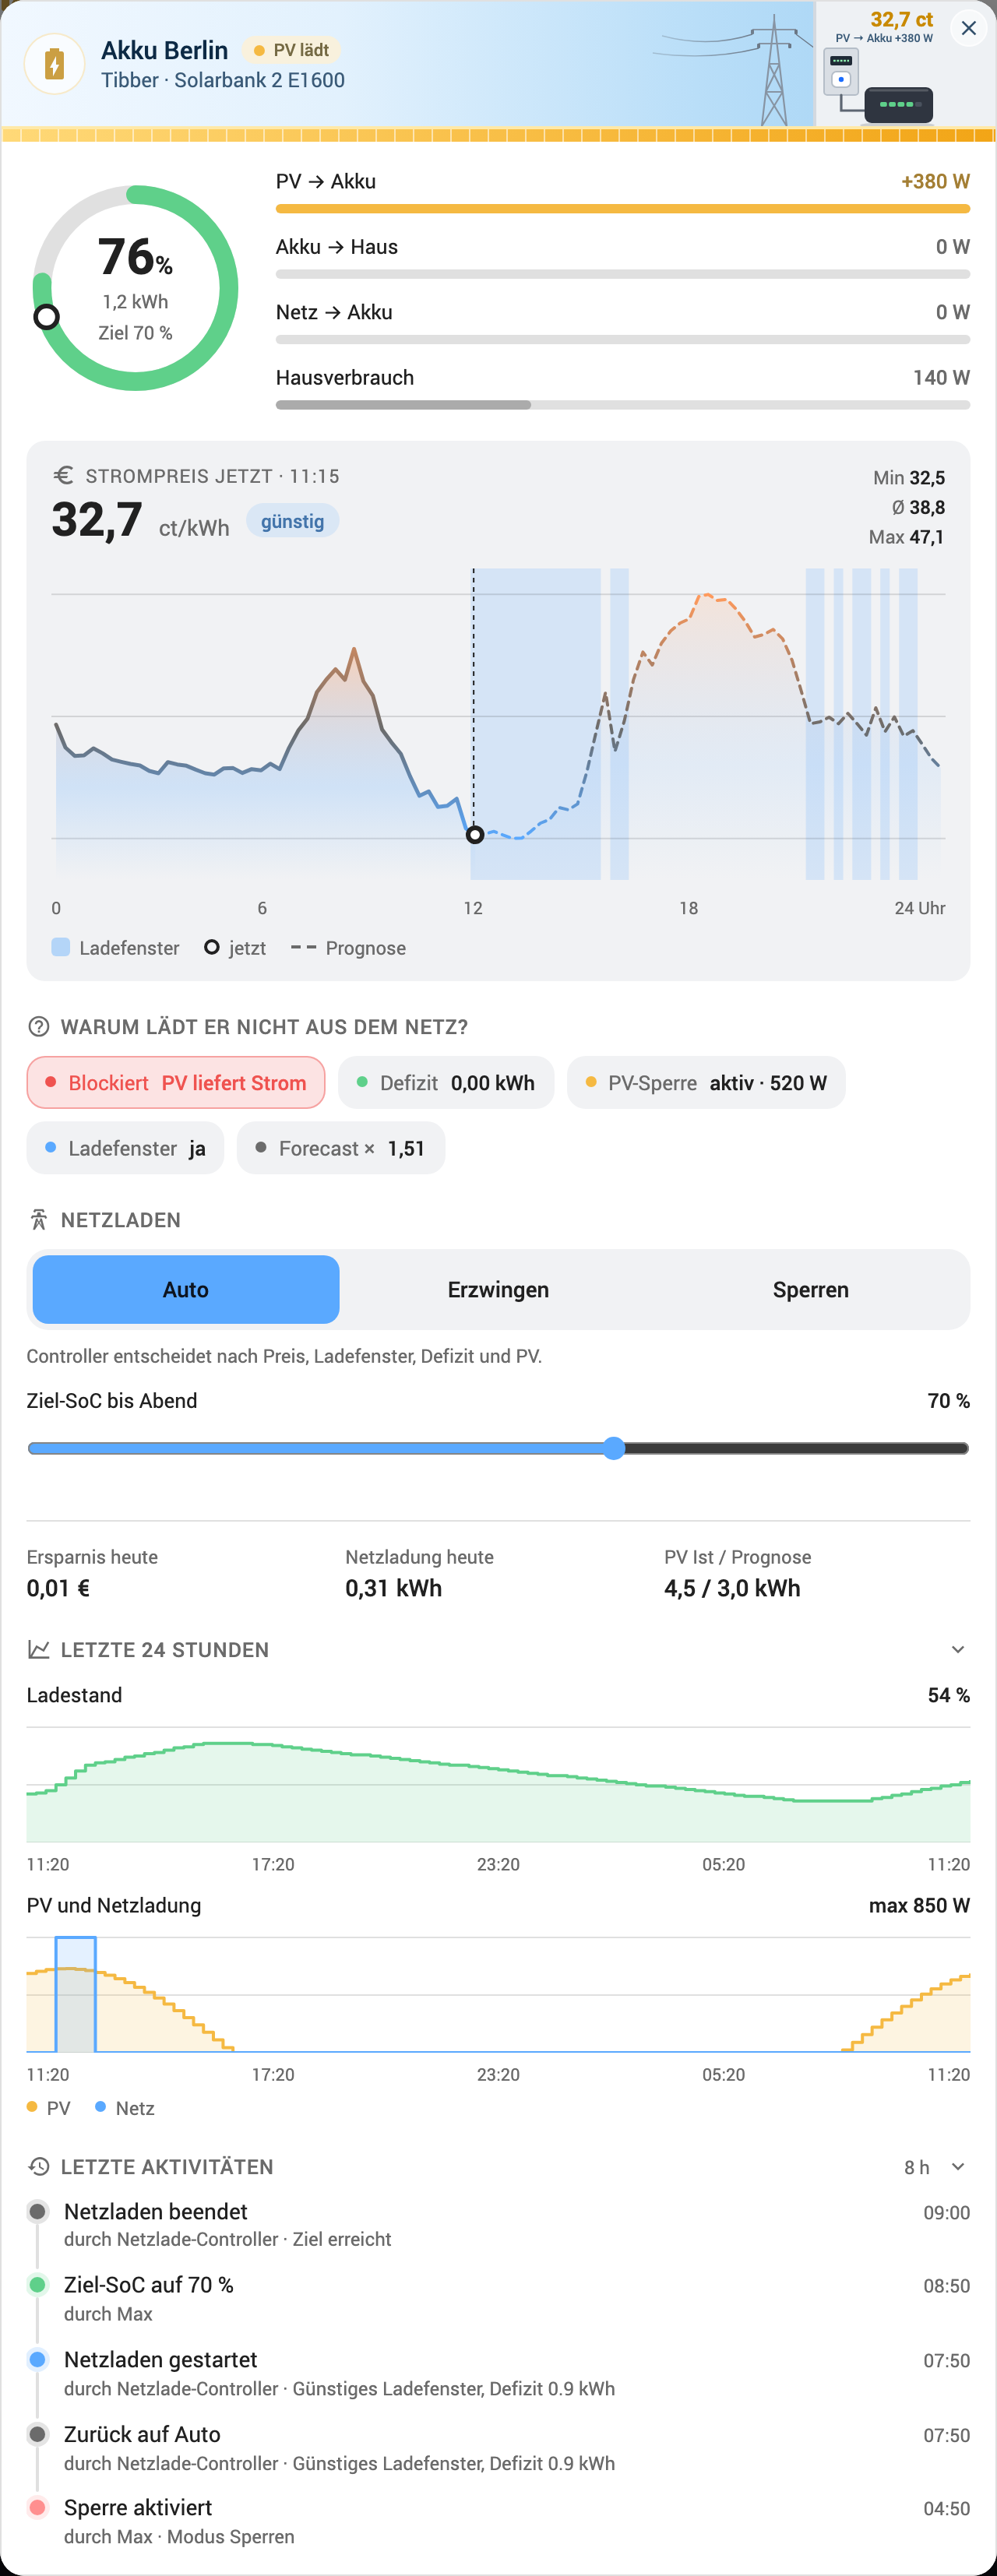 Akku Berlin
PV lädt
Tibber · Solarbank 2 E1600
32,7 ct
PV → Akku +380 W
76%
1,2 kWh
Ziel 70 %
PV → Akku +380 W
Akku → Haus 0 W
Netz → Akku 0 W
Hausverbrauch 140 W
STROMPREIS JETZT · 11:15
32,7 ct/kWh günstig
Min 32,5
Ø 38,8
Max 47,1
0 6 12 18 24 Uhr
Ladefenster jetzt Prognose
WARUM LÄDT ER NICHT AUS DEM NETZ?
Blockiert PV liefert Strom Defizit 0,00 kWh PV-Sperre aktiv · 520 W
Ladefenster ja Forecast × 1,51
NETZLADEN
Auto Erzwingen Sperren
Controller entscheidet nach Preis, Ladefenster, Defizit und PV.
Ziel-SoC bis Abend 70 %
Ersparnis heute Netzladung heute PV Ist / Prognose
0,01 € 0,31 kWh 4,5 / 3,0 kWh
LETZTE 24 STUNDEN
Ladestand 54 %
11:20 17:20 23:20 05:20 11:20
PV und Netzladung max 850 W
11:20 17:20 23:20 05:20 11:20
PV Netz
LETZTE AKTIVITÄTEN 8 h
Netzladen beendet 09:00
durch Netzlade-Controller · Ziel erreicht
Ziel-SoC auf 70 % 08:50
durch Max
Netzladen gestartet 07:50
durch Netzlade-Controller · Günstiges Ladefenster, Defizit 0.9 kWh
Zurück auf Auto 07:50
durch Netzlade-Controller · Günstiges Ladefenster, Defizit 0.9 kWh
Sperre aktiviert 04:50
durch Max · Modus Sperren